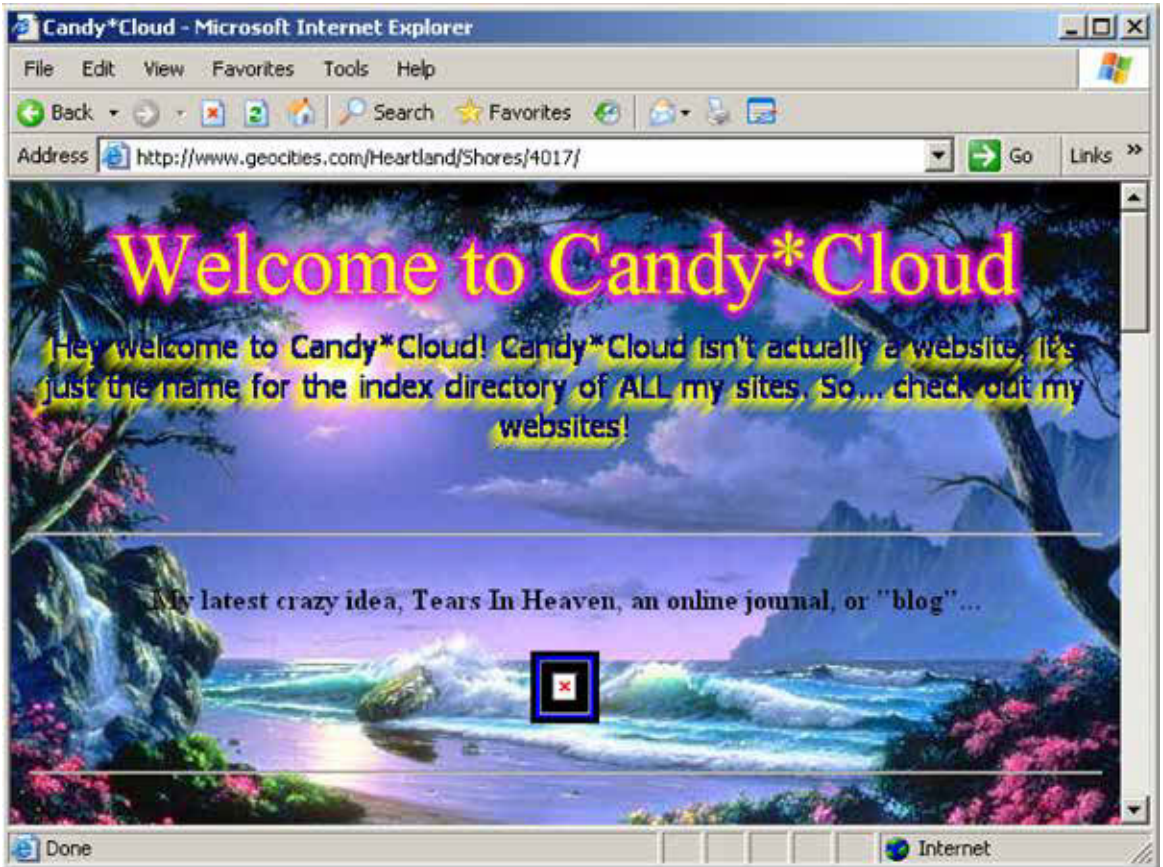 Candy*Cloud - Microsoft Internet Explorer
File Edit View Favorites Tools Help
Back Search Favorites
Address http://www.geocities.com/Heartland/Shores/4017/ Go Links »
Welcome to Candy*Cloud
Hey welcome to Candy*Cloud! Candy*Cloud isn't actually a website, it's
just the name for the index directory of ALL my sites. So... check out my
websites!
My latest crazy idea, Tears In Heaven, an online journal, or "blog"...
Done Internet